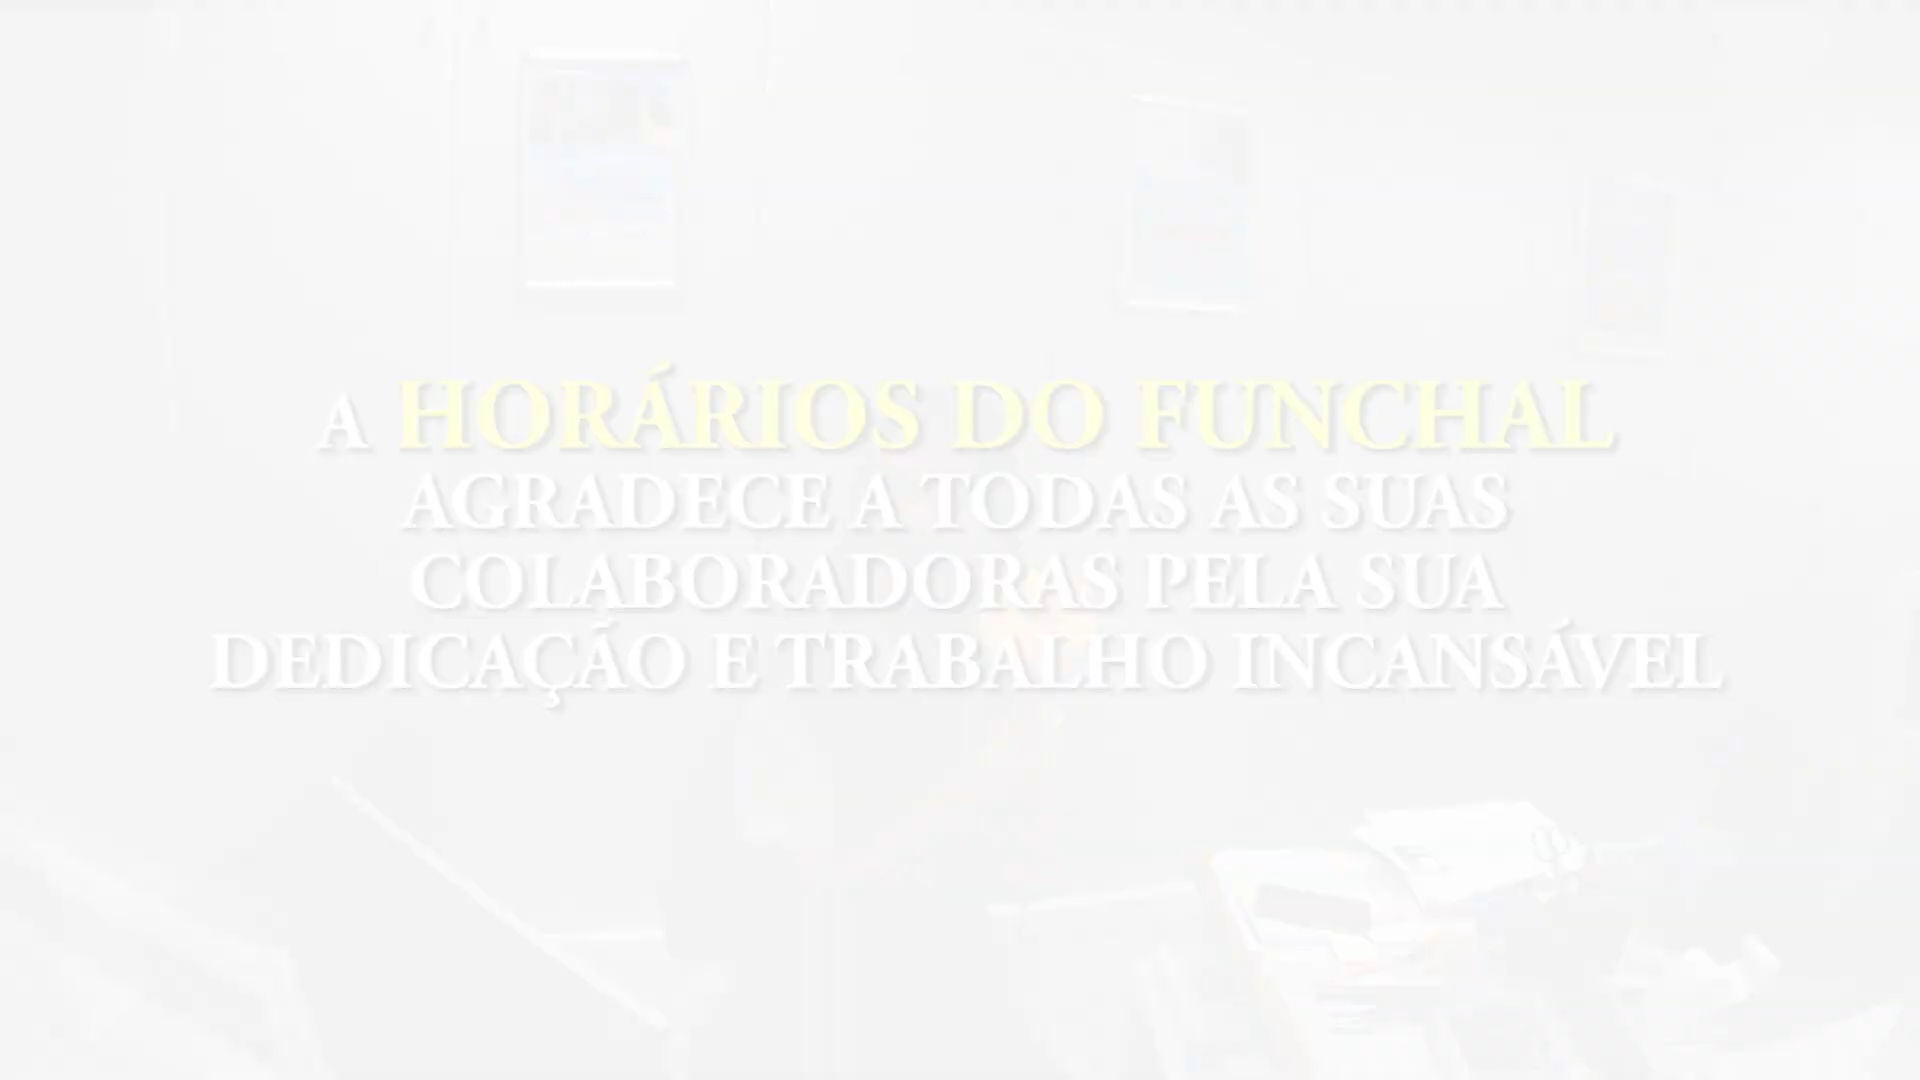 A HORÁRIOS DO FUNCHAL
AGRADECE A TODAS AS SUAS
COLABORADORAS PELA SUA
DEDICAÇÃO E TRABALHO INCANSÁVEL